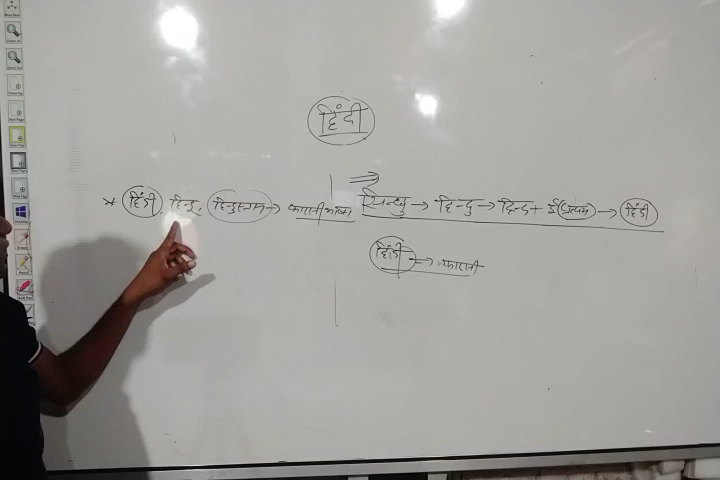 हिंदी
* हिंदी, हिन्दू, हिन्दुस्तान → फारसी भाषा सिन्धु → हिन्दु → हिन्द + ई (प्रत्यय) → हिंदी
हिंदी → फारसी